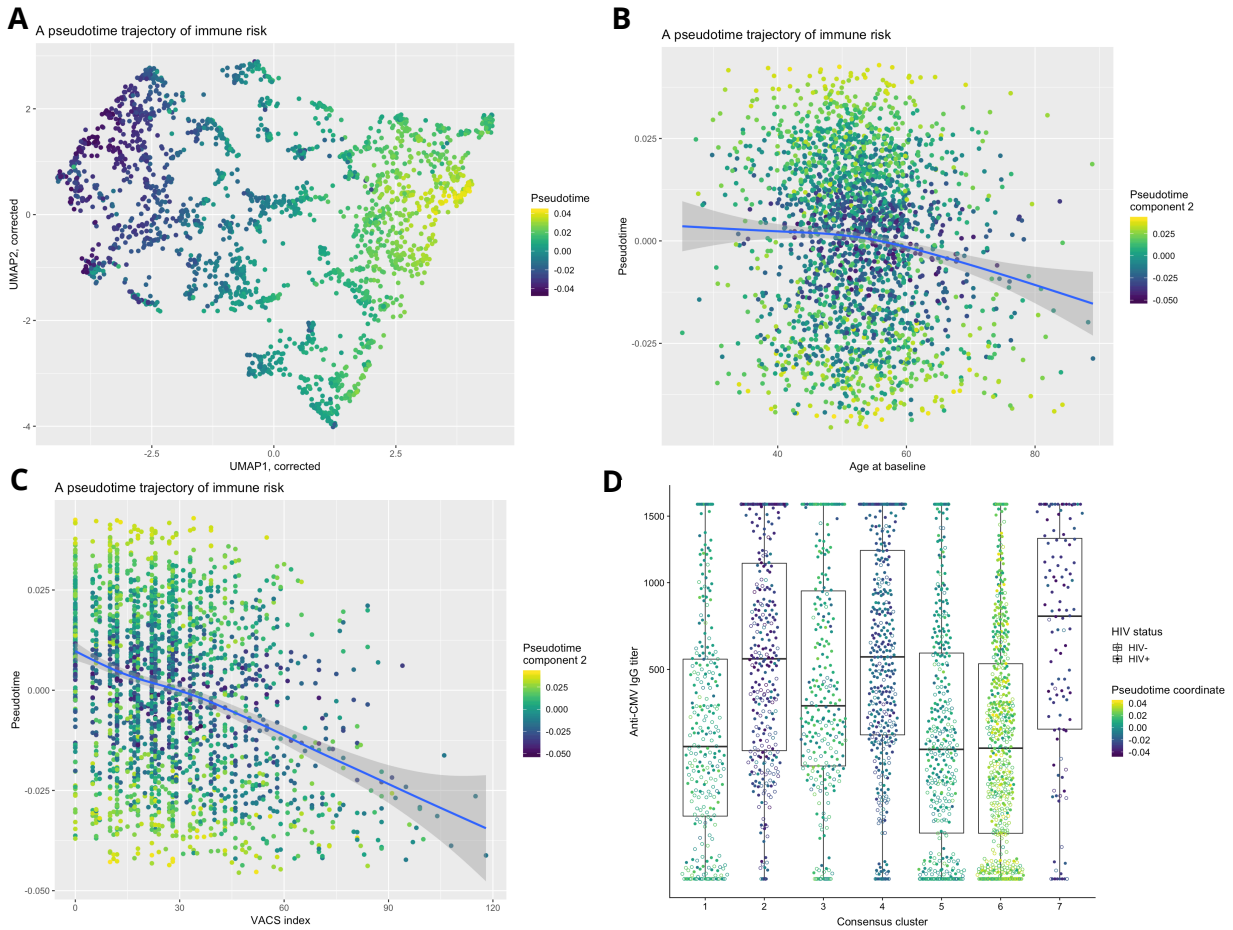 A
A pseudotime trajectory of immune risk
2
0
-2
-4
UMAP2, corrected
-2.5
0.0
2.5
UMAP1, corrected
Pseudotime
0.04
0.02
0.00
-0.02
-0.04
B
A pseudotime trajectory of immune risk
0.025
0.000
-0.025
Pseudotime
40
60
80
Age at baseline
Pseudotime
component 2
0.025
0.000
-0.025
-0.050
C
A pseudotime trajectory of immune risk
0.025
0.000
-0.025
-0.050
Pseudotime
0
30
60
90
120
VACS index
Pseudotime
component 2
0.025
0.000
-0.025
-0.050
D
1500
1000
500
Anti-CMV IgG titer
1
2
3
4
5
6
7
Consensus cluster
HIV status
HIV-
HIV+
Pseudotime coordinate
0.04
0.02
0.00
-0.02
-0.04